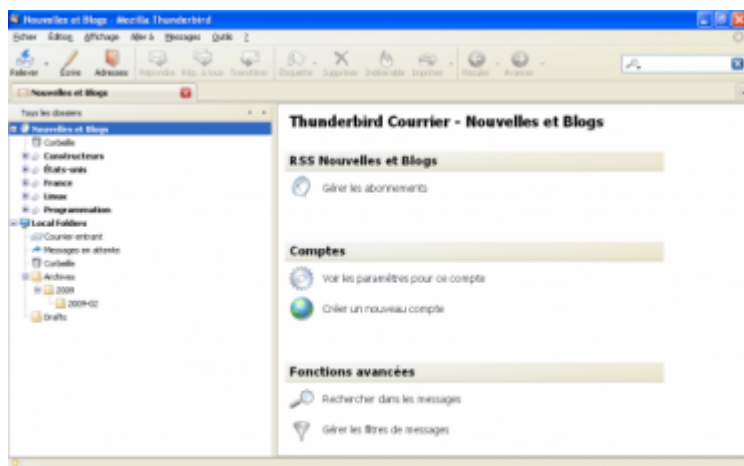 Nouvelles et Blogs - Mozilla Thunderbird
Fichier Édition Affichage Aller à Messages Outils ?
Relever Écrire Adresses Répondre Rép. à tous Transférer Étiquette Supprimer Indésirable Imprimer Reculer Avancer
Nouvelles et Blogs
Tous les dossiers
Nouvelles et Blogs
Corbeille
Constructeurs
États-unis
France
Linux
Programmation
Local Folders
Courrier entrant
Messages en attente
Corbeille
Archives
2009
2009-02
Drafts
Thunderbird Courrier - Nouvelles et Blogs
RSS Nouvelles et Blogs
Gérer les abonnements
Comptes
Voir les paramètres pour ce compte
Créer un nouveau compte
Fonctions avancées
Rechercher dans les messages
Gérer les filtres de messages